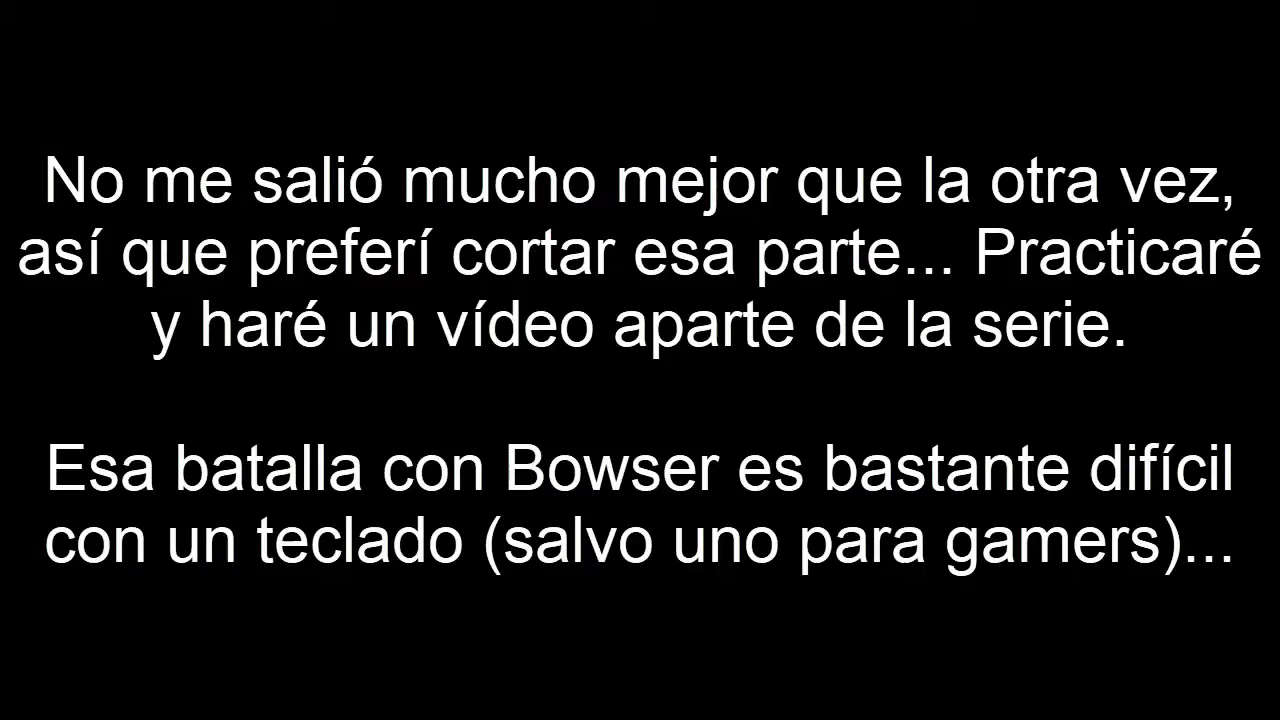 No me salió mucho mejor que la otra vez,
así que preferí cortar esa parte... Practicaré
y haré un vídeo aparte de la serie.
Esa batalla con Bowser es bastante difícil
con un teclado (salvo uno para gamers)...